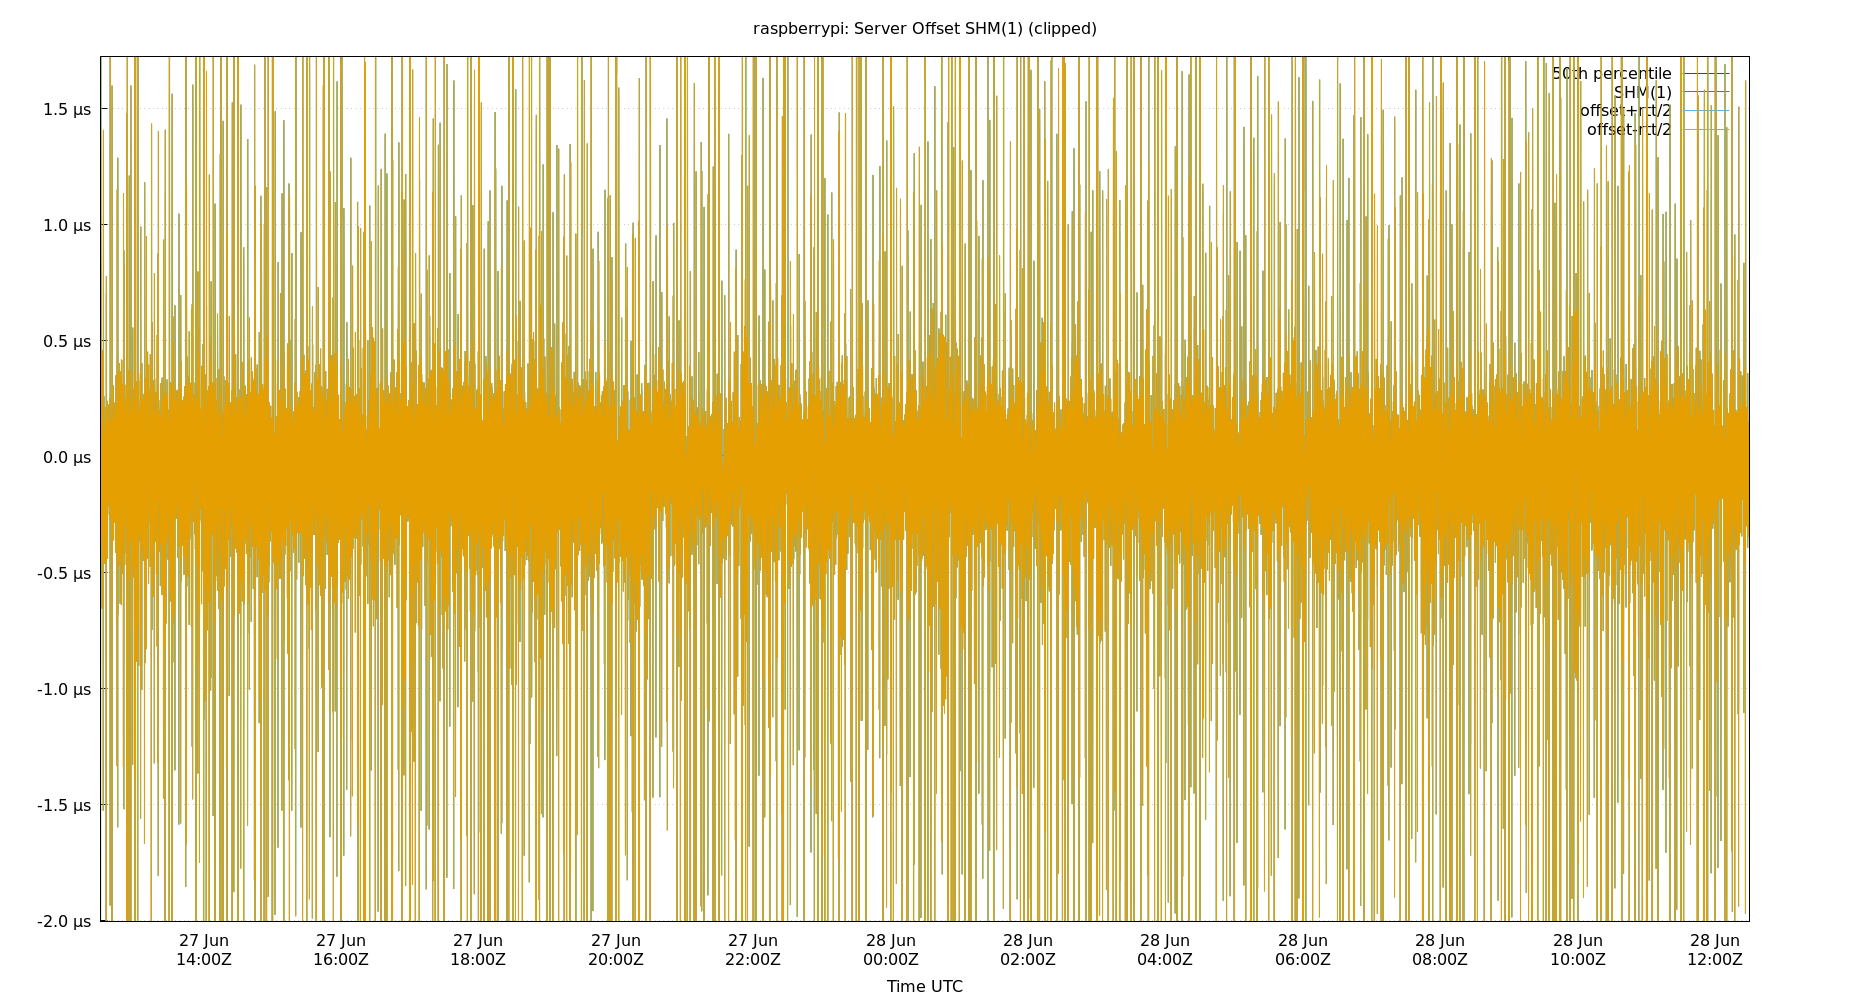 raspberrypi: Server Offset SHM(1) (clipped)
50th percentile
SHM(1)
offset+rtt/2
offset-rtt/2
1.5 µs
1.0 µs
0.5 µs
0.0 µs
-0.5 µs
-1.0 µs
-1.5 µs
-2.0 µs
27 Jun 27 Jun 27 Jun 27 Jun 27 Jun 28 Jun 28 Jun 28 Jun 28 Jun 28 Jun 28 Jun 28 Jun
14:00Z 16:00Z 18:00Z 20:00Z 22:00Z 00:00Z 02:00Z 04:00Z 06:00Z 08:00Z 10:00Z 12:00Z
Time UTC